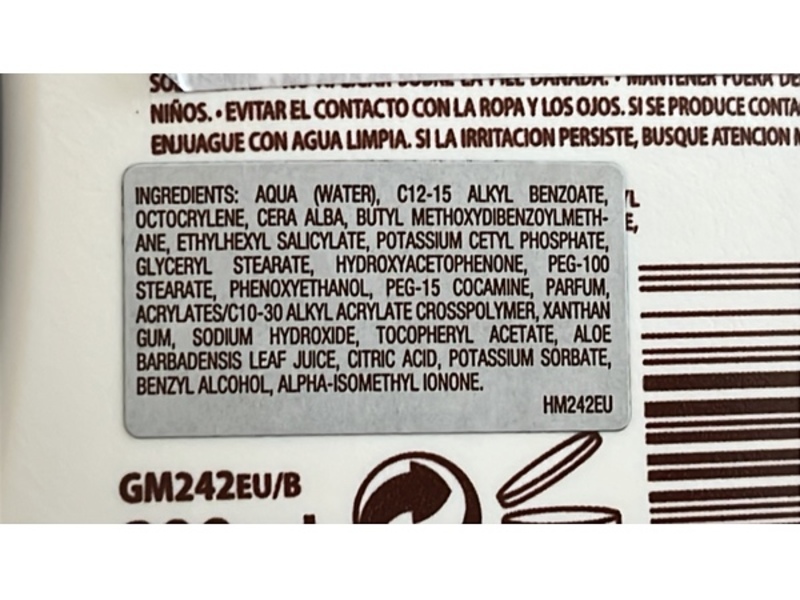 NIÑOS. • EVITAR EL CONTACTO CON LA ROPA Y LOS OJOS. SI SE PRODUCE CONTA
ENJUAGUE CON AGUA LIMPIA. SI LA IRRITACION PERSISTE, BUSQUE ATENCION
INGREDIENTS: AQUA (WATER), C12-15 ALKYL BENZOATE,
OCTOCRYLENE, CERA ALBA, BUTYL METHOXYDIBENZOYLMETH-
ANE, ETHYLHEXYL SALICYLATE, POTASSIUM CETYL PHOSPHATE,
GLYCERYL STEARATE, HYDROXYACETOPHENONE, PEG-100
STEARATE, PHENOXYETHANOL, PEG-15 COCAMINE, PARFUM,
ACRYLATES/C10-30 ALKYL ACRYLATE CROSSPOLYMER, XANTHAN
GUM, SODIUM HYDROXIDE, TOCOPHERYL ACETATE, ALOE
BARBADENSIS LEAF JUICE, CITRIC ACID, POTASSIUM SORBATE,
BENZYL ALCOHOL, ALPHA-ISOMETHYL IONONE.
HM242EU
GM242EU/B